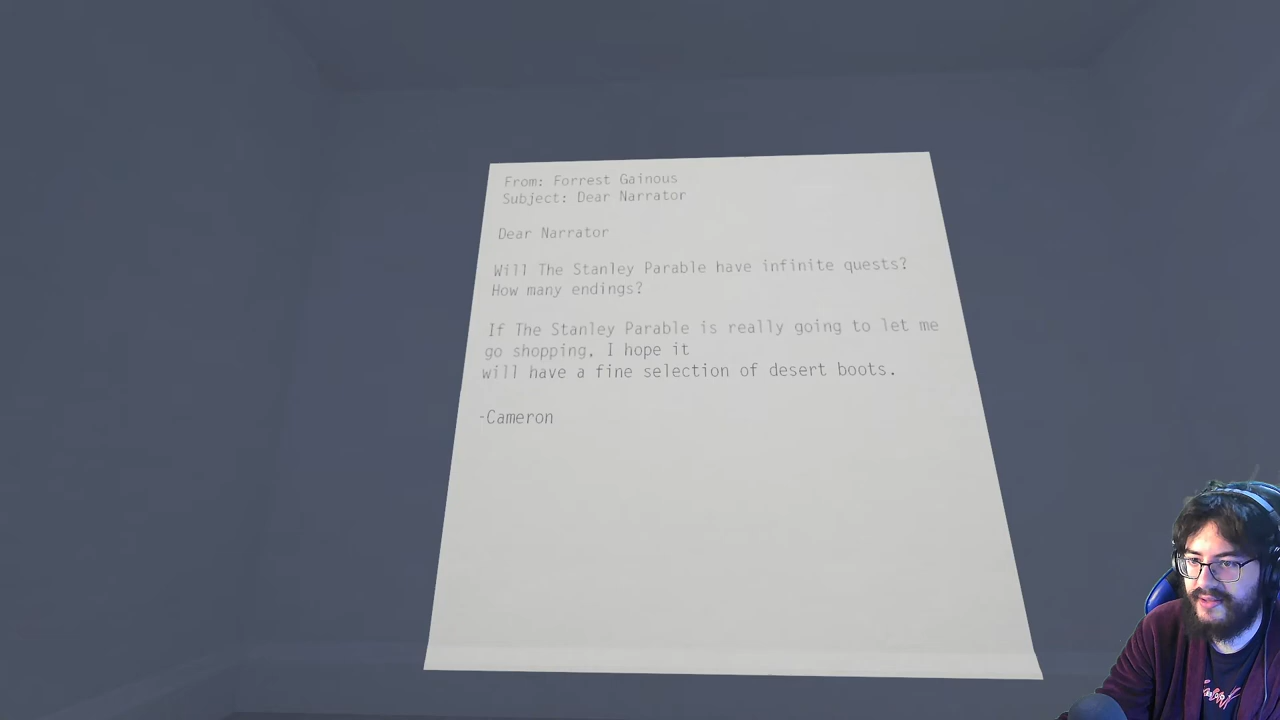 From: Forrest Gainous
Subject: Dear Narrator
Dear Narrator
Will The Stanley Parable have infinite quests?
How many endings?
If The Stanley Parable is really going to let me
go shopping, I hope it
will have a fine selection of desert boots.
-Cameron